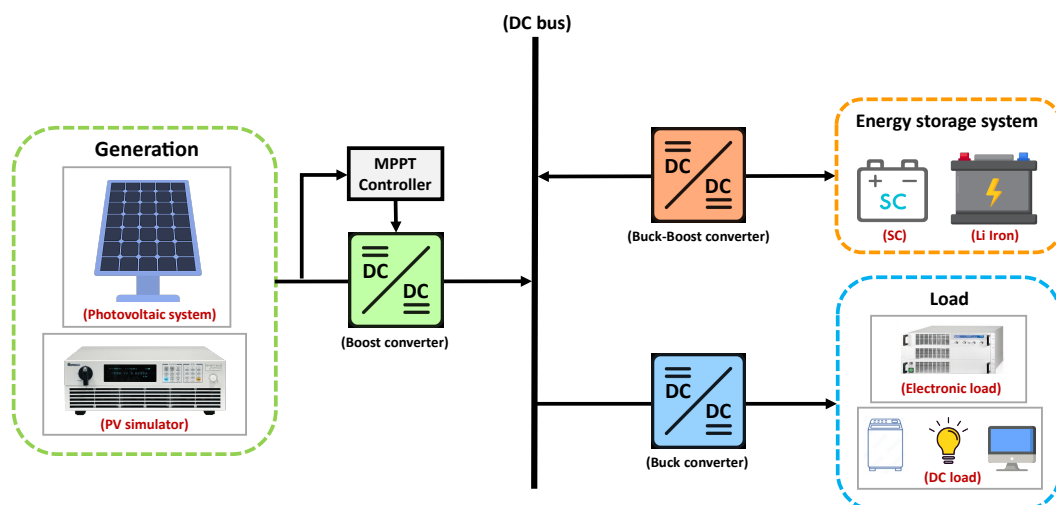 (DC bus)
Generation
(Photovoltaic system)
(PV simulator)
MPPT
Controller
DC
DC
(Boost converter)
DC
DC
(Buck-Boost converter)
Energy storage system
SC
(SC)
(Li Iron)
DC
DC
(Buck converter)
Load
(Electronic load)
(DC load)